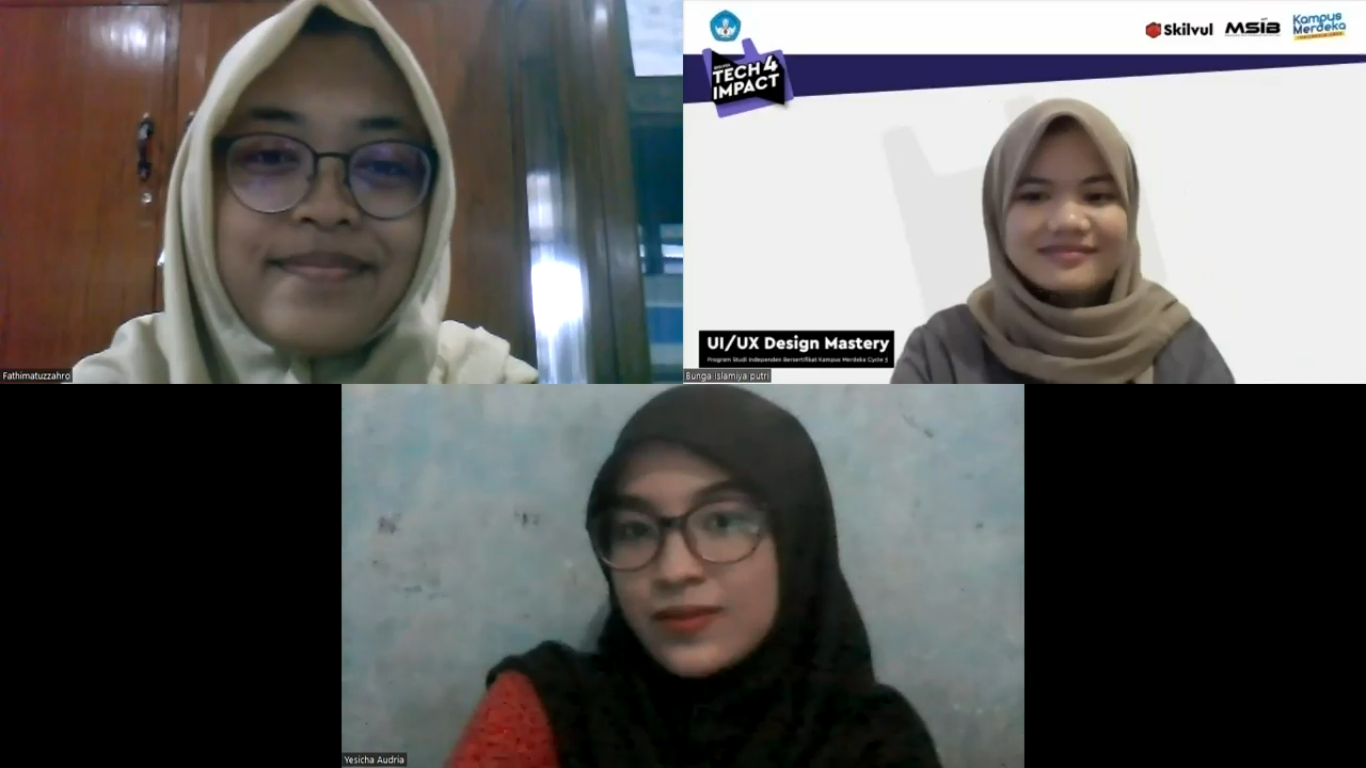 Skilvul MSIB Kampus
Merdeka
TECH 4
IMPACT
UI/UX Design Mastery
Program Studi Independen Bersertifikat Kampus Merdeka Cycle 5
Fathimatuzzahro
Bunga islamiya putri
Yesicha Audria